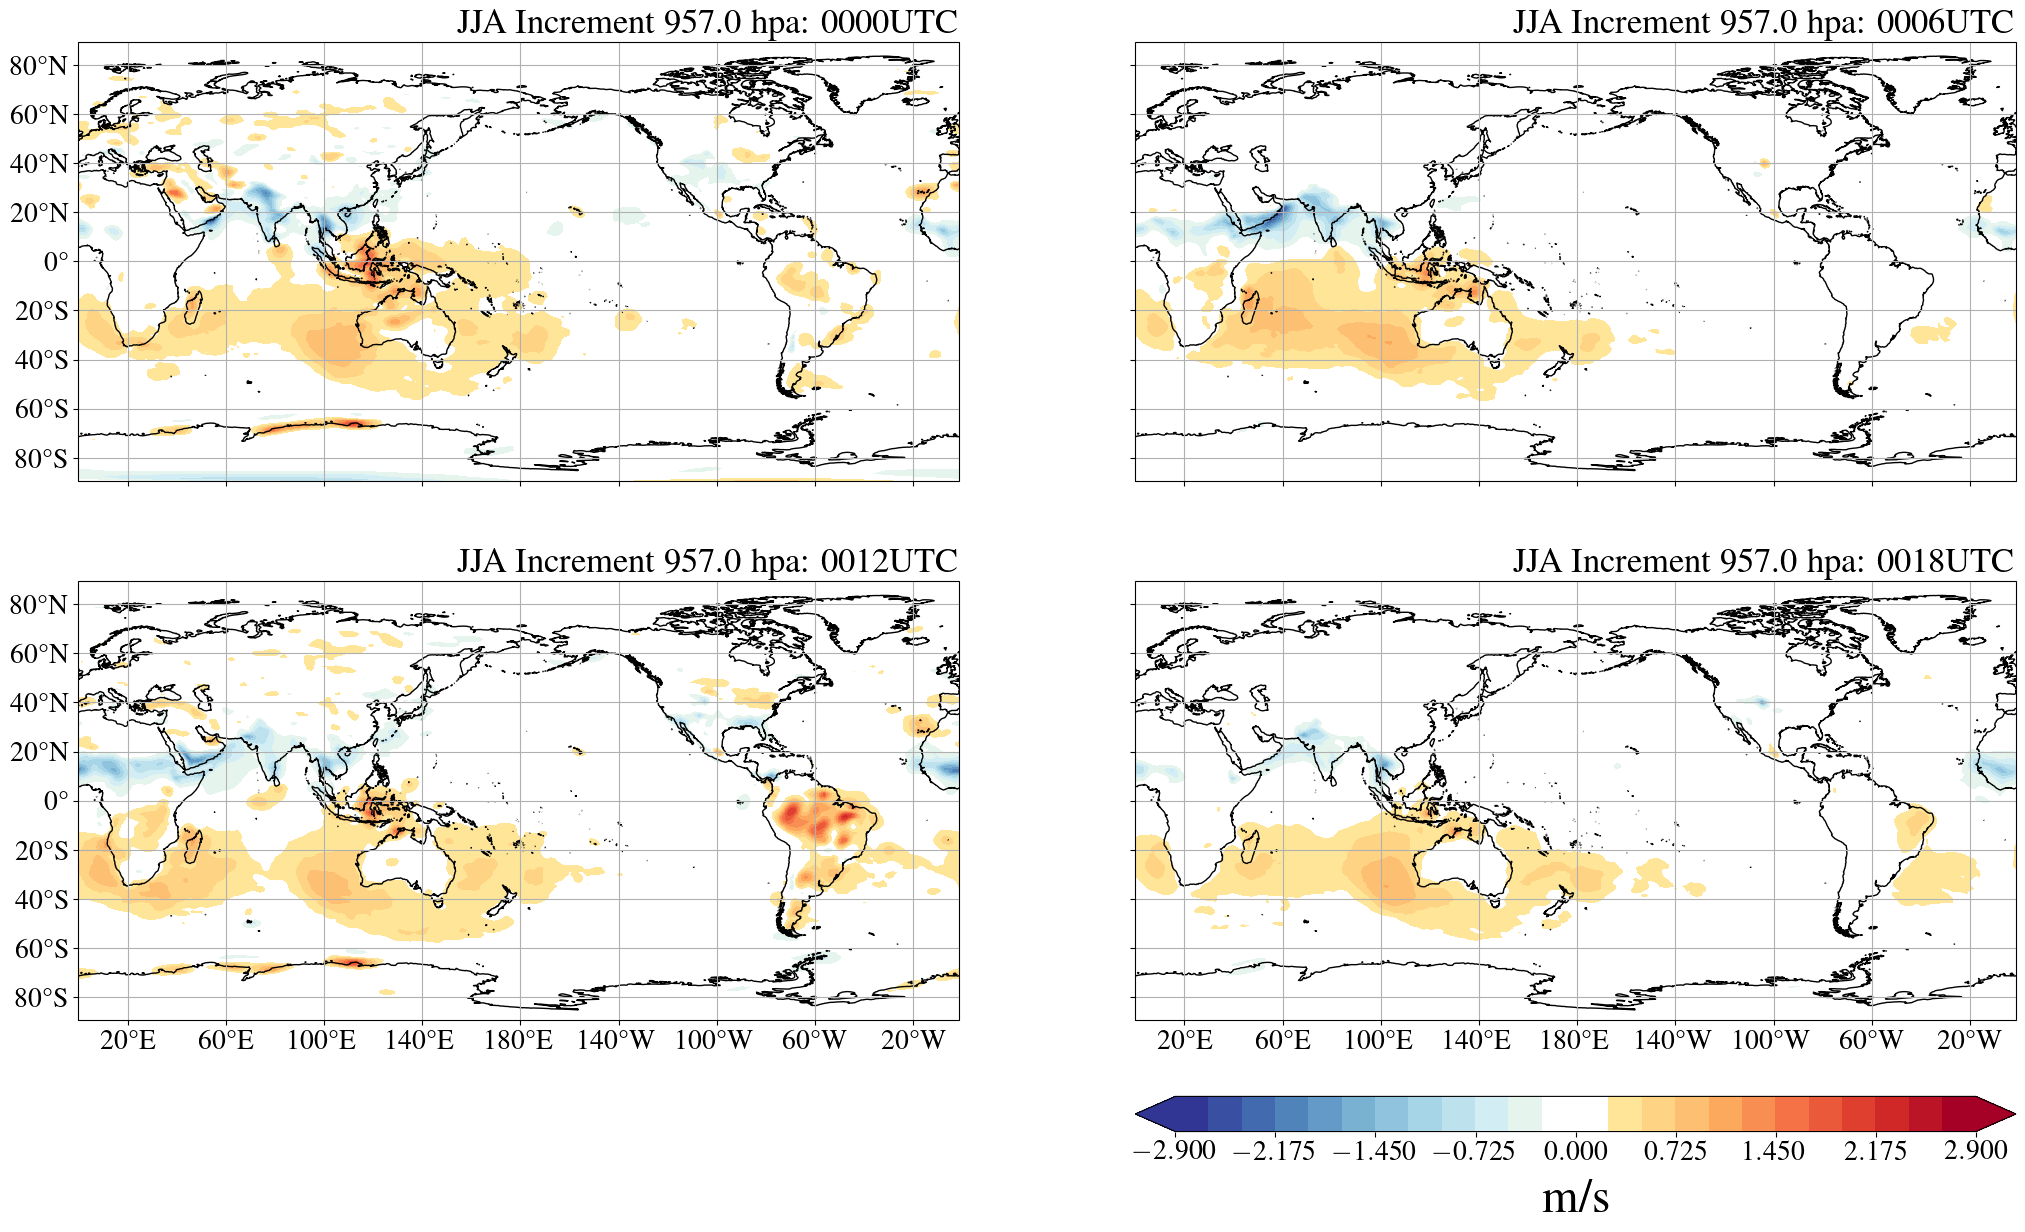 JJA Increment 957.0 hpa: 0000UTC
JJA Increment 957.0 hpa: 0006UTC
80°N
60°N
40°N
20°N
0°
20°S
40°S
60°S
80°S
JJA Increment 957.0 hpa: 0012UTC
JJA Increment 957.0 hpa: 0018UTC
80°N
60°N
40°N
20°N
0°
20°S
40°S
60°S
80°S
20°E 60°E 100°E 140°E 180°E 140°W 100°W 60°W 20°W
20°E 60°E 100°E 140°E 180°E 140°W 100°W 60°W 20°W
−2.900 −2.175 −1.450 −0.725 0.000 0.725 1.450 2.175 2.900
m/s